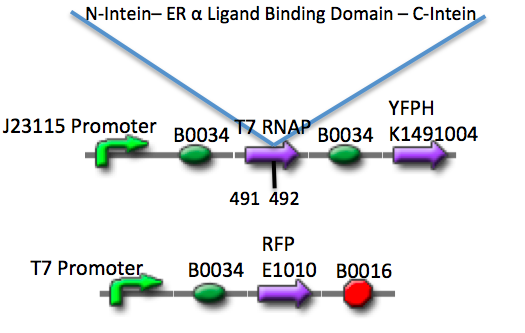 N-Intein– ER α Ligand Binding Domain – C-Intein
YFPH
J23115 Promoter B0034 T7 RNAP B0034 K1491004
491 492
RFP
T7 Promoter B0034 E1010 B0016